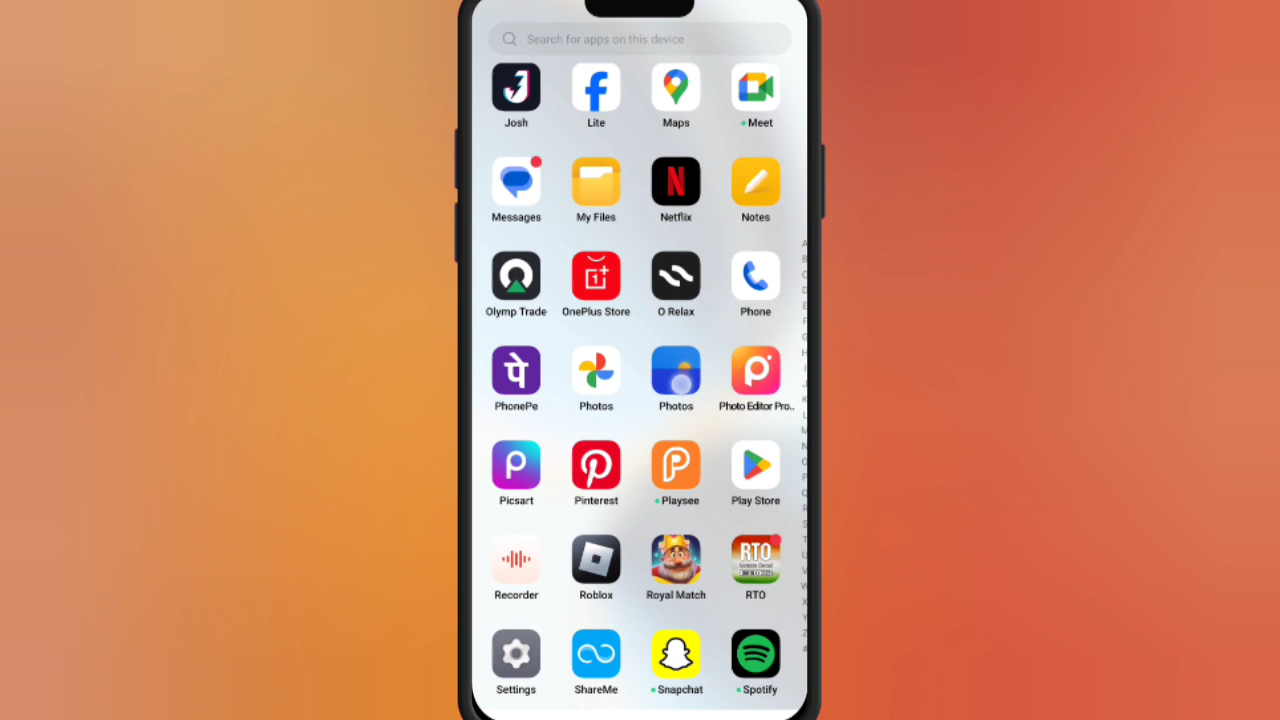 Search for apps on this device
Josh
Lite
Maps
Meet
Messages
My Files
Netflix
Notes
Olymp Trade
OnePlus Store
O Relax
Phone
पे
PhonePe
Photos
Photos
Photo Editor Pro..
Picsart
Pinterest
Playsee
Play Store
RTO
Recorder
Roblox
Royal Match
RTO
Settings
ShareMe
Snapchat
Spotify
A
B
C
D
E
F
G
H
I
J
K
L
M
N
O
P
Q
R
S
T
U
V
W
X
Y
Z
#